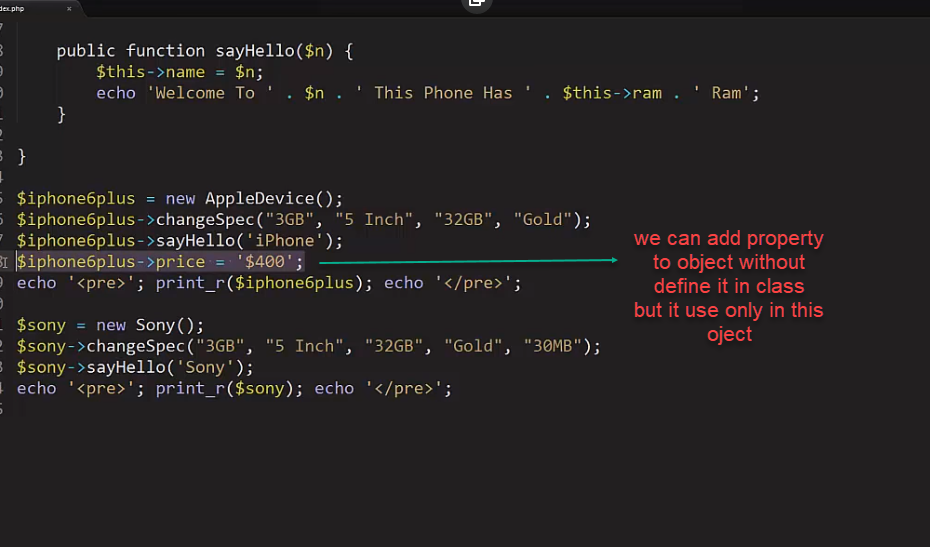 dex.php ×
public function sayHello($n) {
$this->name = $n;
echo 'Welcome To ' . $n . ' This Phone Has ' . $this->ram . ' Ram';
}
}
$iphone6plus = new AppleDevice();
$iphone6plus->changeSpec("3GB", "5 Inch", "32GB", "Gold");
$iphone6plus->sayHello('iPhone');
$iphone6plus->price = '$400';
echo '<pre>'; print_r($iphone6plus); echo '</pre>';
$sony = new Sony();
$sony->changeSpec("3GB", "5 Inch", "32GB", "Gold", "30MB");
$sony->sayHello('Sony');
echo '<pre>'; print_r($sony); echo '</pre>';
we can add property
to object without
define it in class
but it use only in this
oject